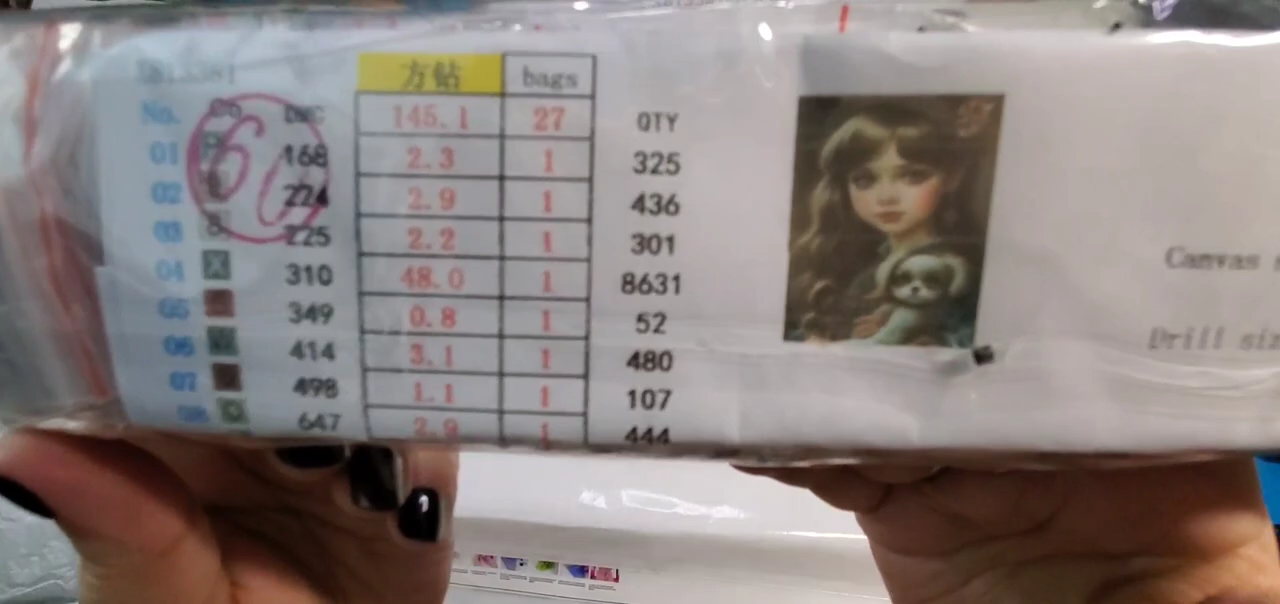 方钻 bags
No. DMC 145.1 27 QTY
01 168 2.3 1 325
02 224 2.9 1 436
03 225 2.2 1 301
04 X 310 48.0 1 8631
05 349 0.8 1 52
06 414 3.1 1 480
07 498 1.1 1 107
08 647 2.9 1 444
60
Canvas
Drill